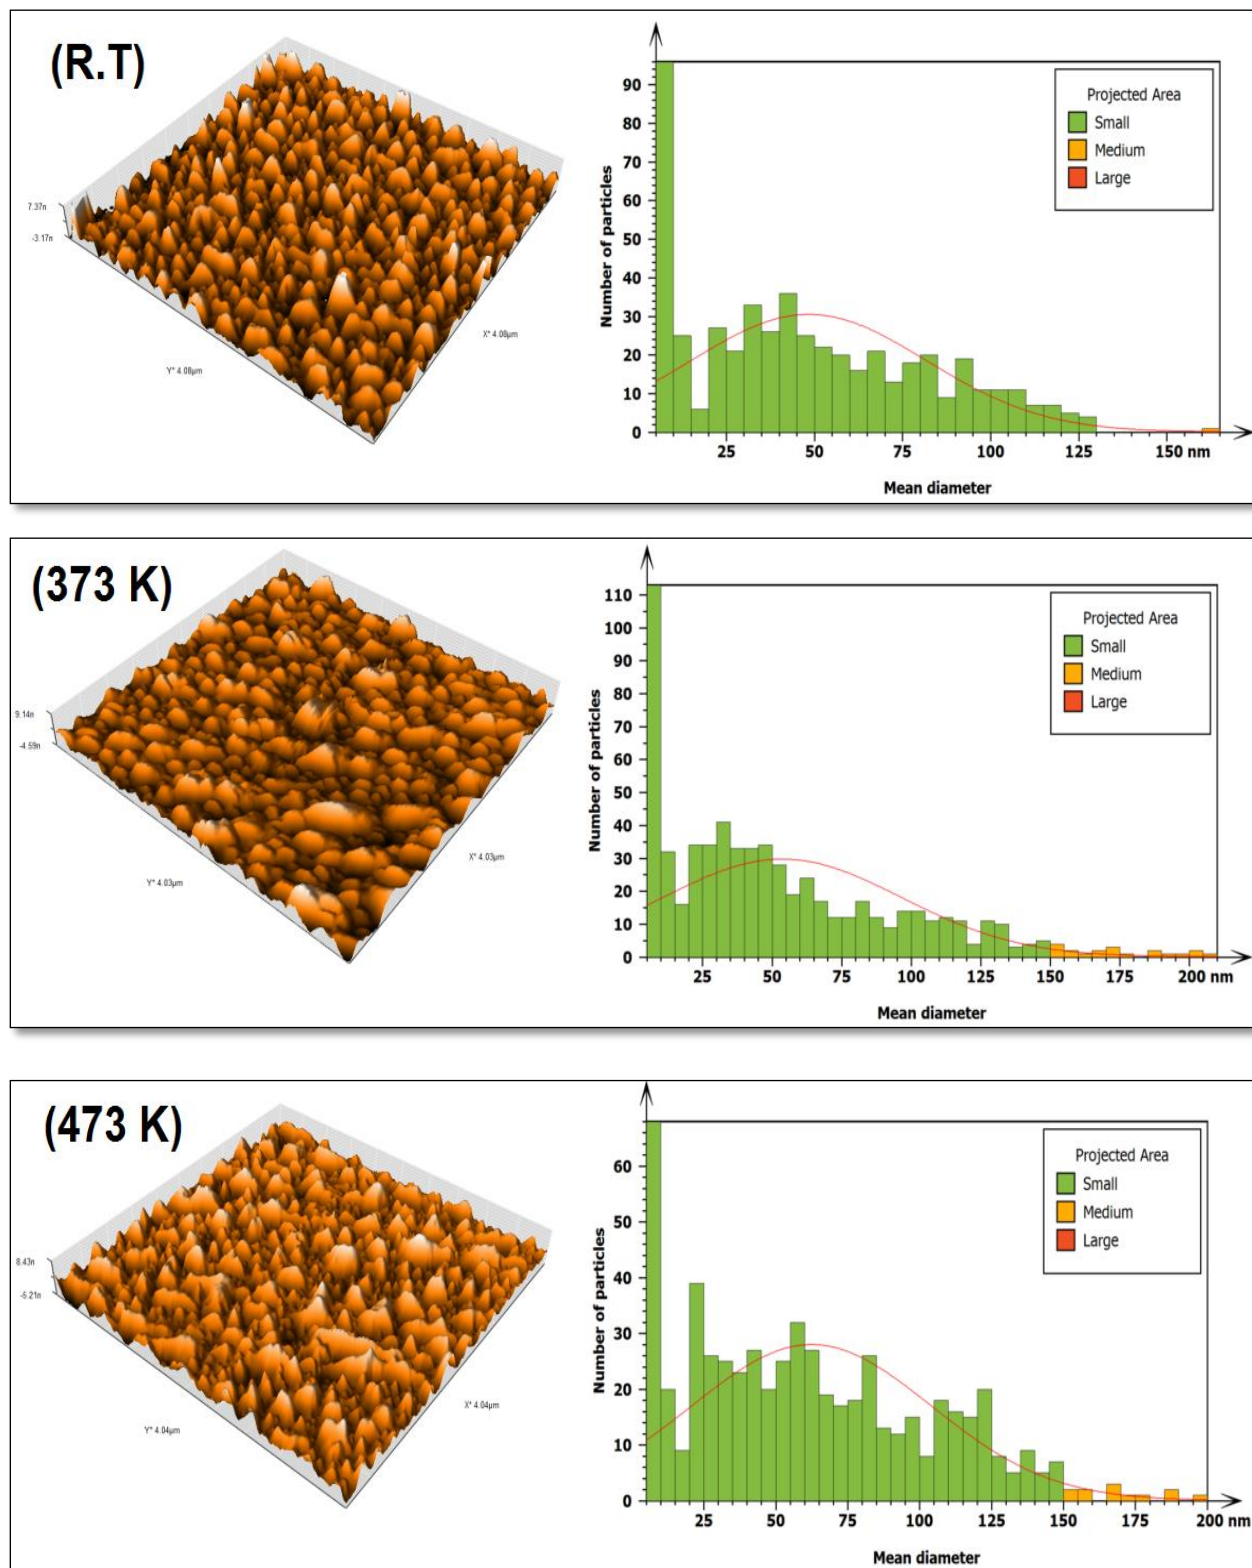 (R.T)
7.37n
-3.17n
Y* 4.08µm
X* 4.08µm
Number of particles
90
80
70
60
50
40
30
20
10
0
25
50
75
100
125
150 nm
Mean diameter
Projected Area
Small
Medium
Large
(373 K)
9.14n
-4.59n
Y* 4.03µm
X* 4.03µm
Number of particles
110
100
90
80
70
60
50
40
30
20
10
0
25
50
75
100
125
150
175
200 nm
Mean diameter
Projected Area
Small
Medium
Large
(473 K)
8.43n
-5.21n
Y* 4.04µm
X* 4.04µm
Number of particles
60
50
40
30
20
10
0
25
50
75
100
125
150
175
200 nm
Mean diameter
Projected Area
Small
Medium
Large